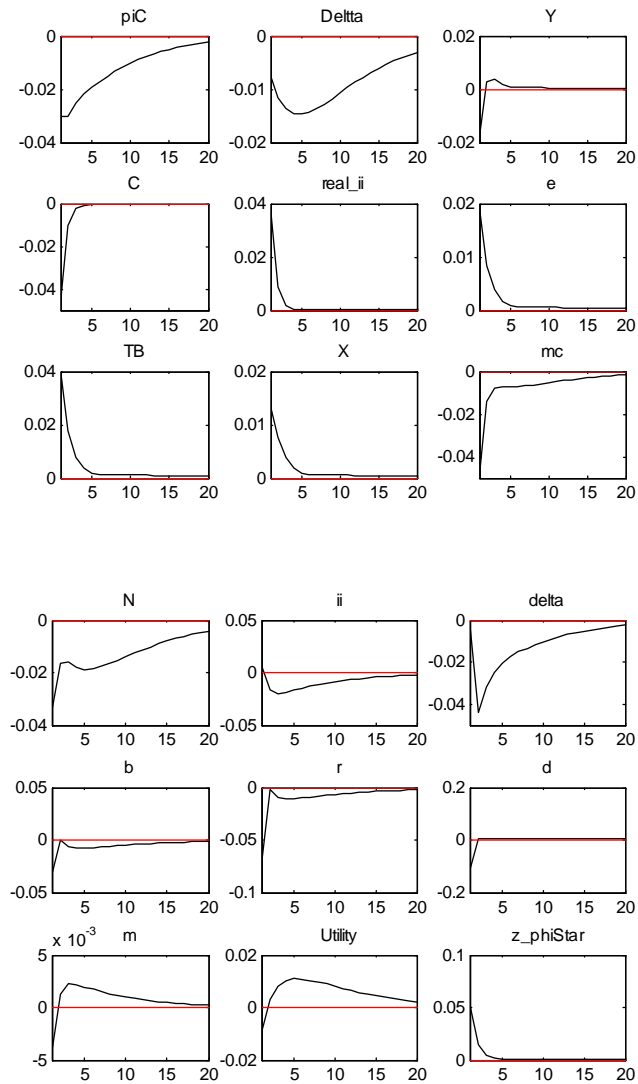 piC Deltta Y
0 0 0.02
-0.02 -0.01 0
-0.04 -0.02 -0.02
5 10 15 20 5 10 15 20 5 10 15 20
C real_ii e
0 0.04 0.02
-0.02 0.02 0.01
-0.04 0 0
5 10 15 20 5 10 15 20 5 10 15 20
TB X mc
0.04 0.02 0
0.02 0.01 -0.02
0 0 -0.04
5 10 15 20 5 10 15 20 5 10 15 20
N ii delta
0 0.05 0
-0.02 0 -0.02
-0.04 -0.05 -0.04
5 10 15 20 5 10 15 20 5 10 15 20
b r d
0.05 0 0.2
0 -0.05 0
-0.05 -0.1 -0.2
5 10 15 20 5 10 15 20 5 10 15 20
x 10^-3 m Utility z_phiStar
5 0.02 0.1
0 0 0.05
-5 -0.02 0
5 10 15 20 5 10 15 20 5 10 15 20